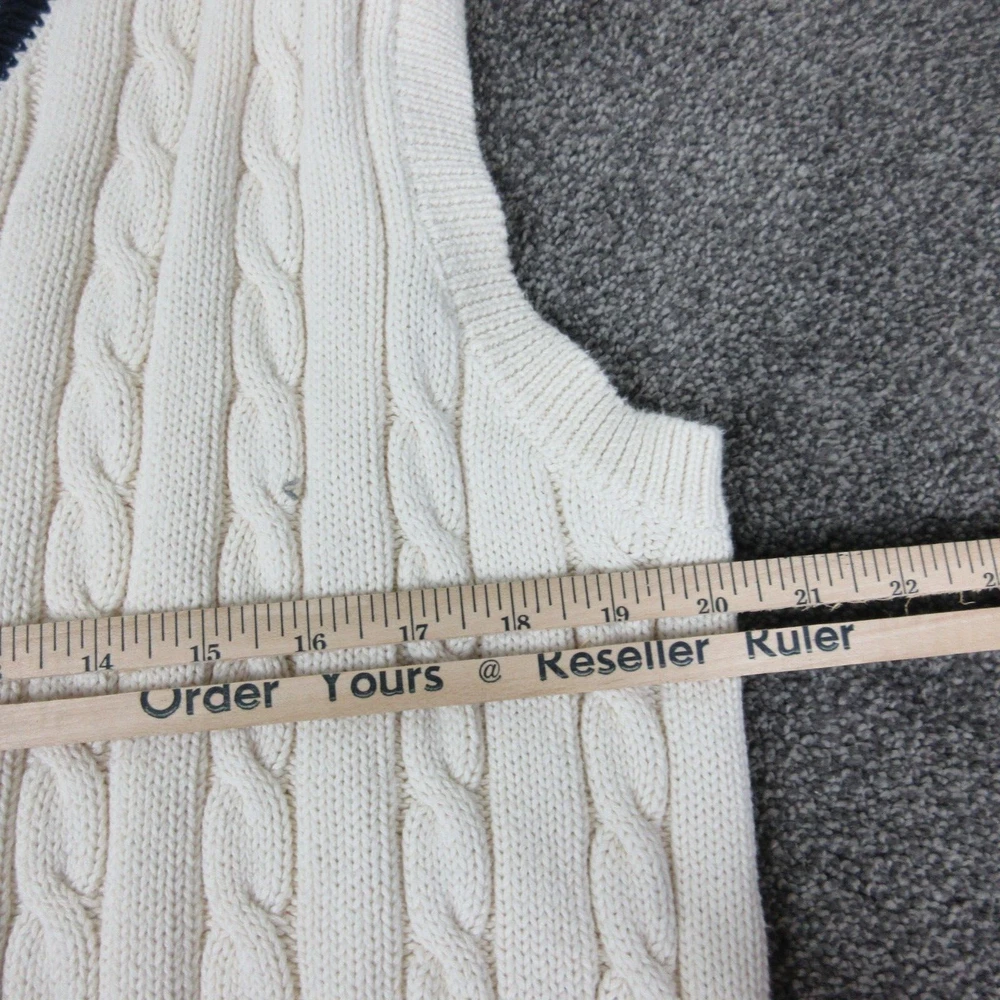 14 15 16 17 18 19 20 21 22
Order Yours @ Reseller Ruler